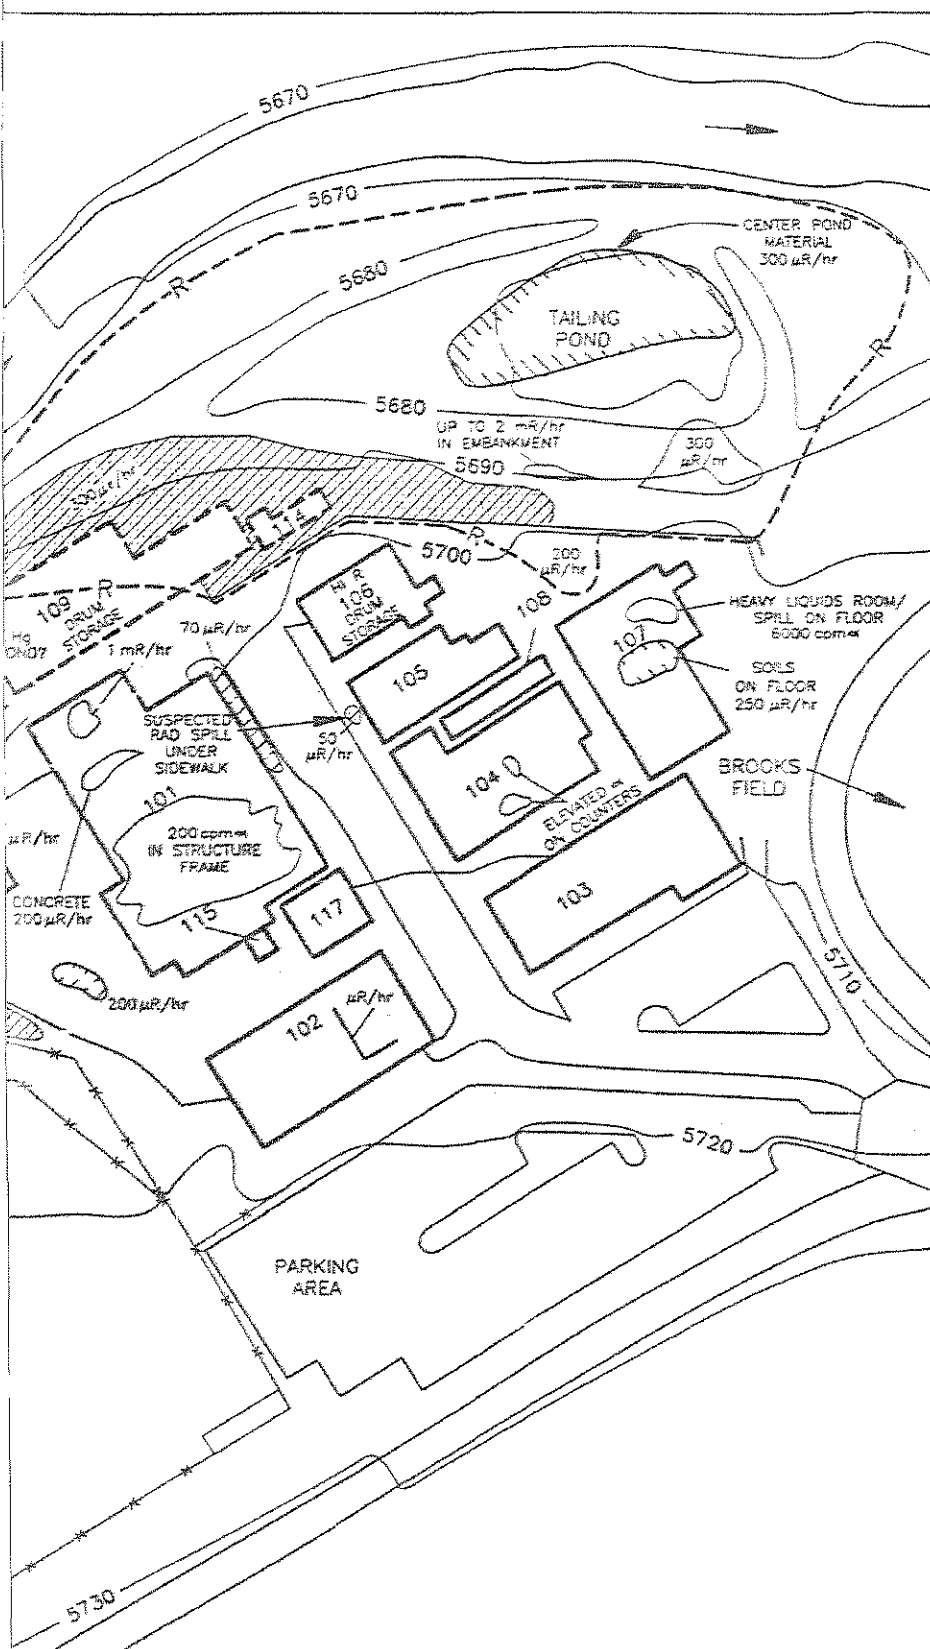 5670
5670
CENTER POND
MATERIAL
300 µR/hr
R
5680
TAILING
POND
R
5680
UP TO 2 mR/hr
IN EMBANKMENT
300
µR/hr
5690
R
5700
200
µR/hr
HI R
106
DRUM
STORAGE
108
R
109
DRUM
STORAGE
Hg
70 µR/hr
1 mR/hr
107
HEAVY LIQUIDS ROOM/
SPILL ON FLOOR
6000 cpm∝
SOILS
ON FLOOR
250 µR/hr
105
SUSPECTED
RAD SPILL
UNDER
SIDEWALK
50
µR/hr
104
ELEVATED ∝
ON COUNTERS
BROOKS
FIELD
101
200 cpm∝
IN STRUCTURE
FRAME
µR/hr
CONCRETE
200 µR/hr
115
117
103
5710
200 µR/hr
102
µR/hr
5720
PARKING
AREA
5730